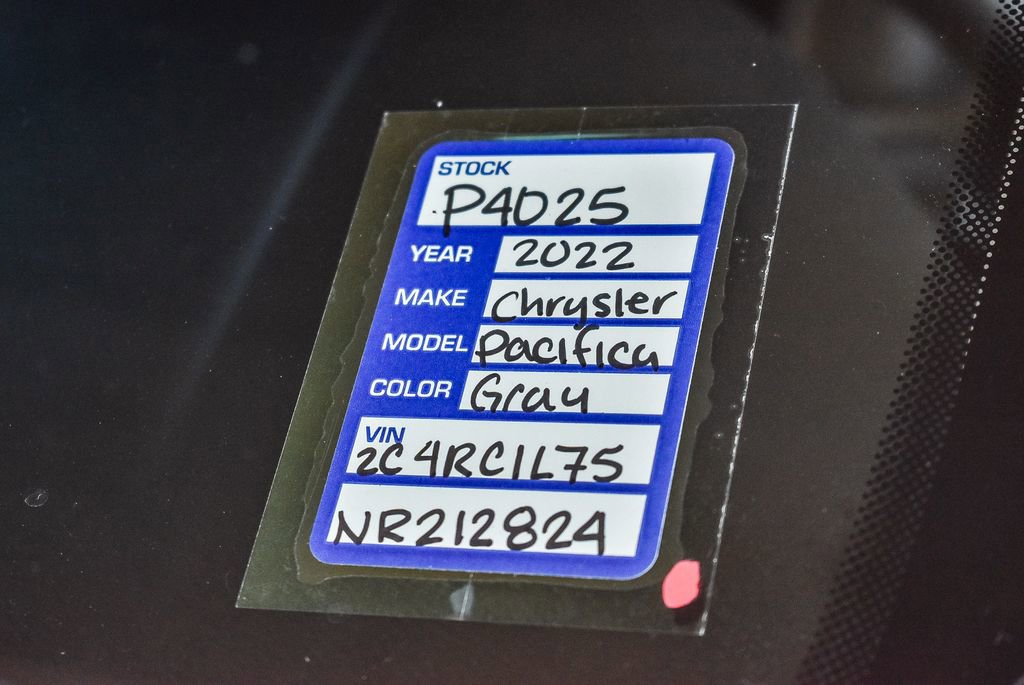 STOCK
P4025
YEAR 2022
MAKE Chrysler
MODEL Pacifica
COLOR Gray
VIN
2C4RC1L75
NR212824